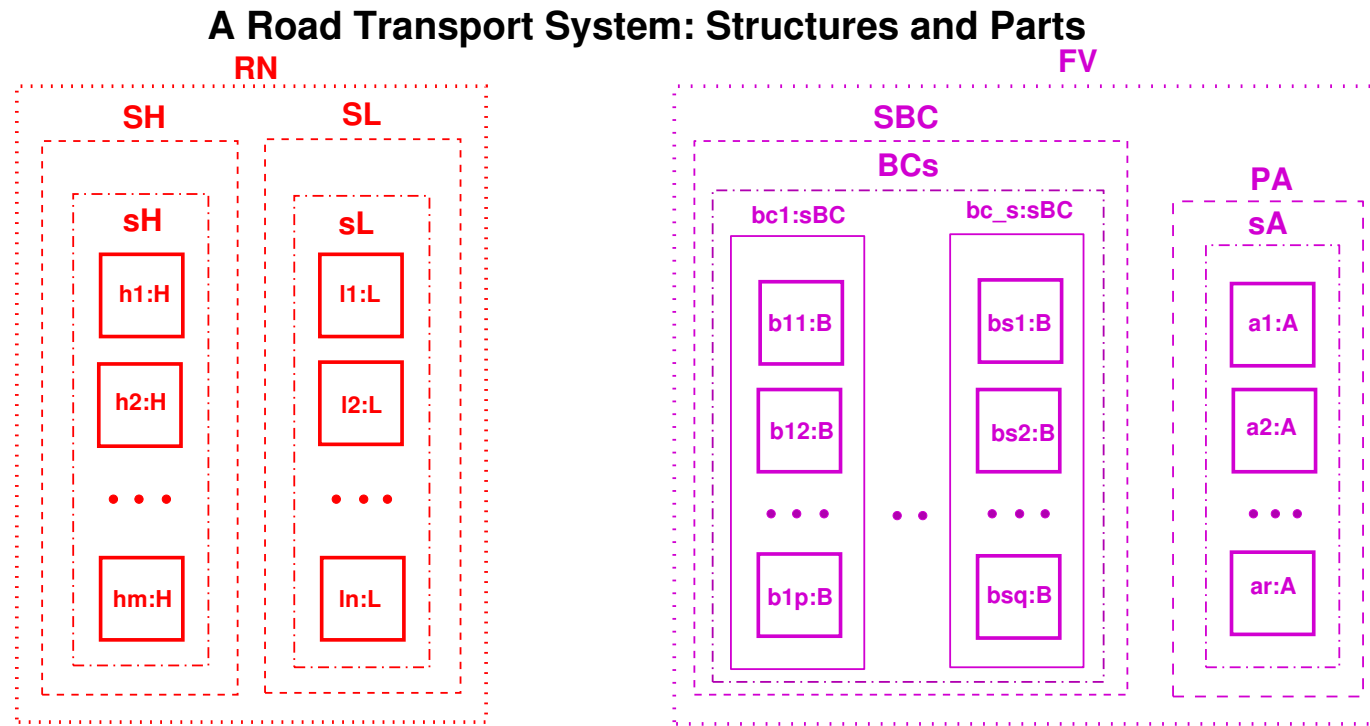 A Road Transport System: Structures and Parts
RN
SH
SL
sH
sL
h1:H
l1:L
h2:H
l2:L
• • •
• • •
hm:H
ln:L
FV
SBC
BCs
bc1:sBC
bc_s:sBC
b11:B
bs1:B
b12:B
bs2:B
• • •
• •
• • •
b1p:B
bsq:B
PA
sA
a1:A
a2:A
• • •
ar:A